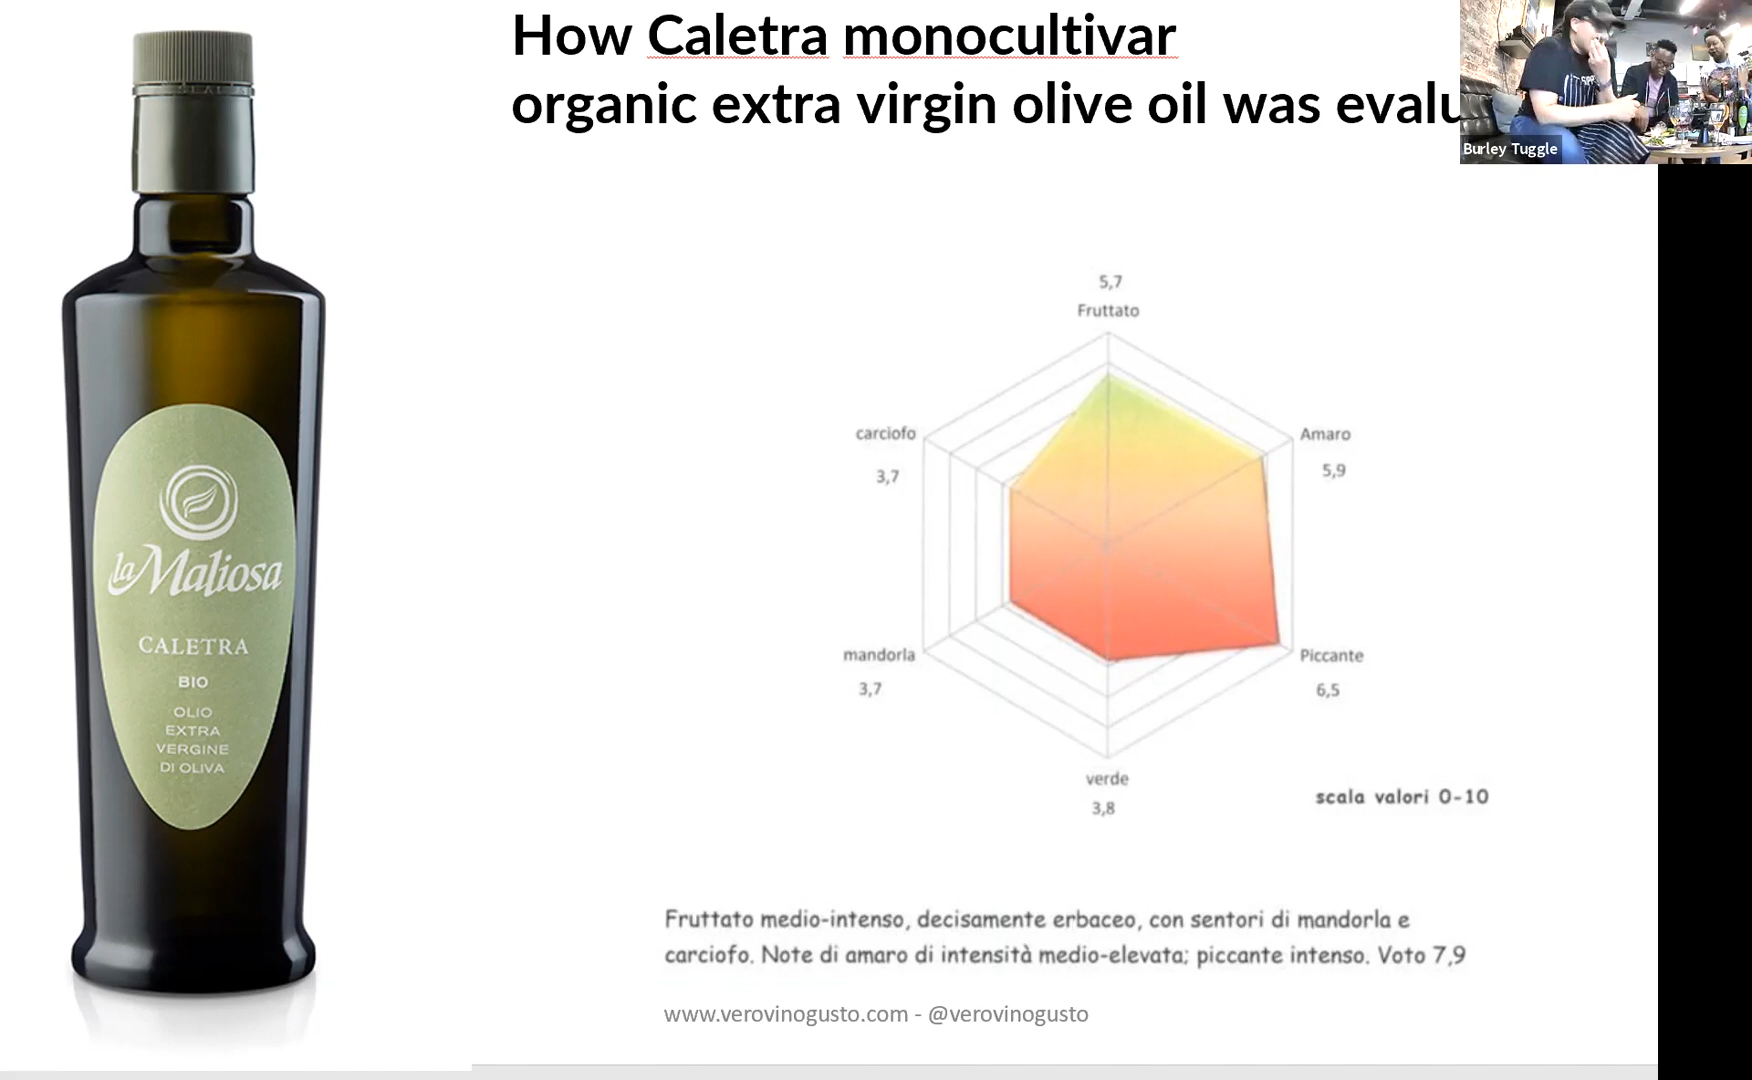 How Caletra monocultivar
organic extra virgin olive oil was evalu
Burley Tuggle
la Maliosa
CALETRA
BIO
OLIO
EXTRA
VERGINE
DI OLIVA
5,7
Fruttato
Amaro
5,9
Piccante
6,5
verde
3,8
mandorla
3,7
carciofo
3,7
scala valori 0-10
Fruttato medio-intenso, decisamente erbaceo, con sentori di mandorla e
carciofo. Note di amaro di intensità medio-elevata; piccante intenso. Voto 7,9
www.verovinogusto.com - @verovinogusto